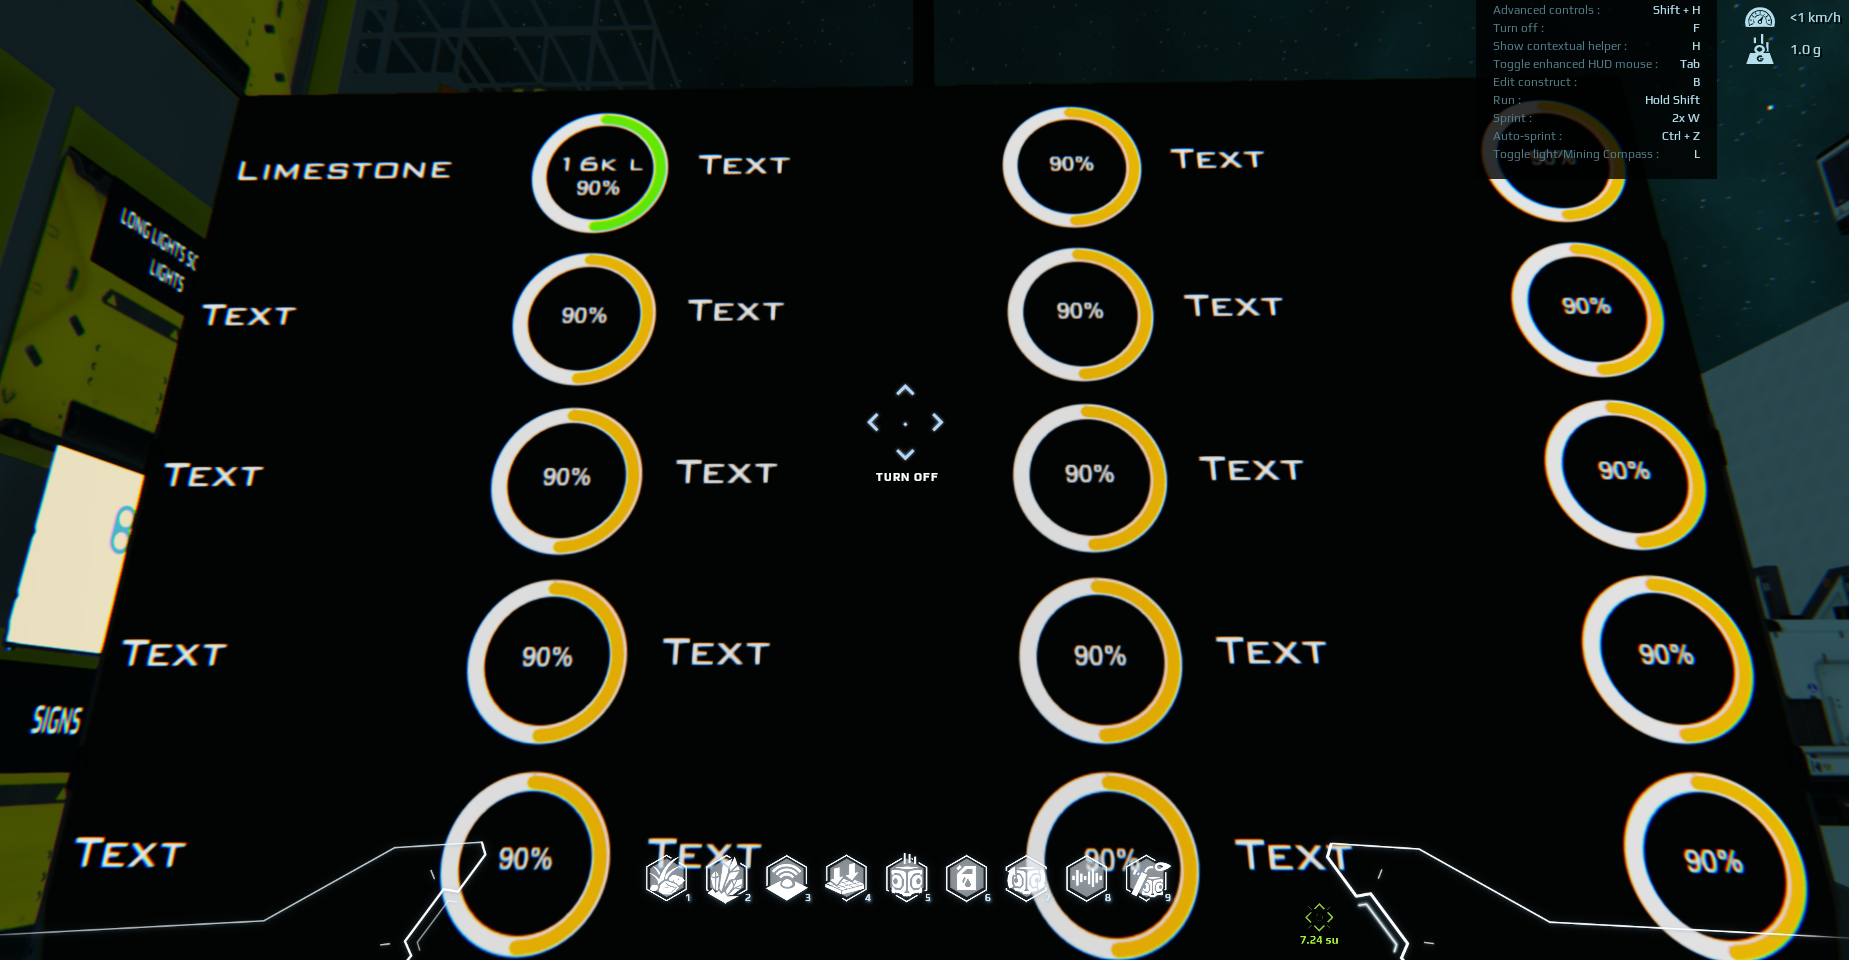 Advanced controls : Shift + H
Turn off : F
Show contextual helper : H
Toggle enhanced HUD mouse : Tab
Edit construct : B
Run : Hold Shift
Sprint : 2x W
Auto-sprint : Ctrl + Z
Toggle light/Mining Compass : L
<1 km/h
1.0 g
LIMESTONE 16K L 90% TEXT 90% TEXT
LONG LIGHTS SC
LIGHTS
TEXT 90% TEXT 90% TEXT 90%
TEXT 90% TEXT 90% TEXT 90%
TURN OFF
TEXT 90% TEXT 90% TEXT 90%
SIGNS
TEXT 90% TEXT 90% TEXT 90%
1 2 3 4 5 6 7 8 9
7.24 su